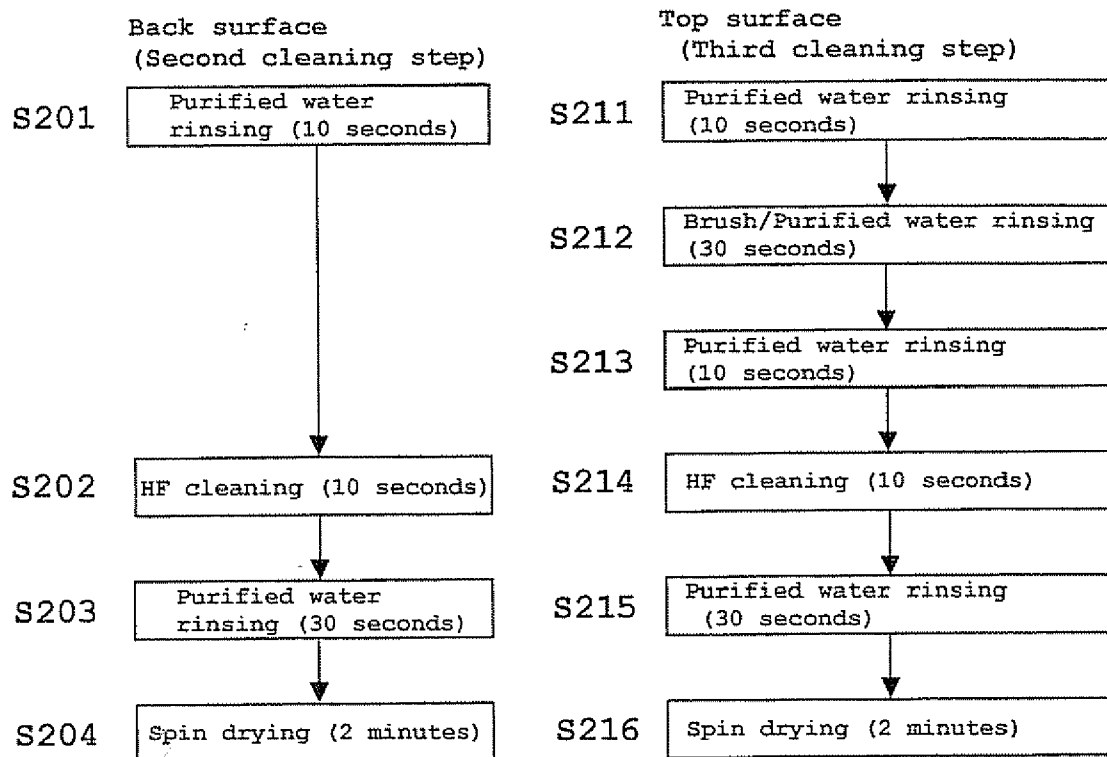 Back surface
(Second cleaning step)
S201
Purified water
rinsing (10 seconds)
S202
HF cleaning (10 seconds)
S203
Purified water
rinsing (30 seconds)
S204
Spin drying (2 minutes)
Top surface
(Third cleaning step)
S211
Purified water rinsing
(10 seconds)
S212
Brush/Purified water rinsing
(30 seconds)
S213
Purified water rinsing
(10 seconds)
S214
HF cleaning (10 seconds)
S215
Purified water rinsing
(30 seconds)
S216
Spin drying (2 minutes)